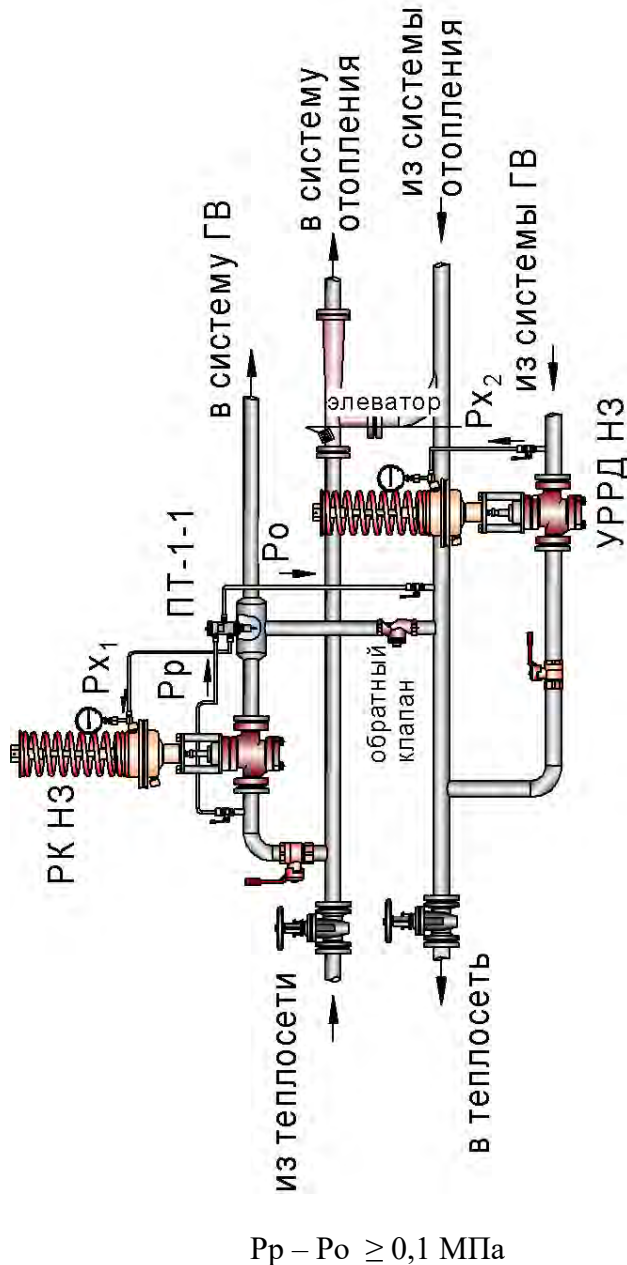 в систему ГВ
в систему
отопления
из системы
отопления
из системы ГВ
РК НЗ
Рх₁
Рр
ПТ-1-1
Ро
элеватор
Рх₂
УРРД НЗ
обратный
клапан
из теплосети
в теплосеть
Рр – Ро ≥ 0,1 МПа